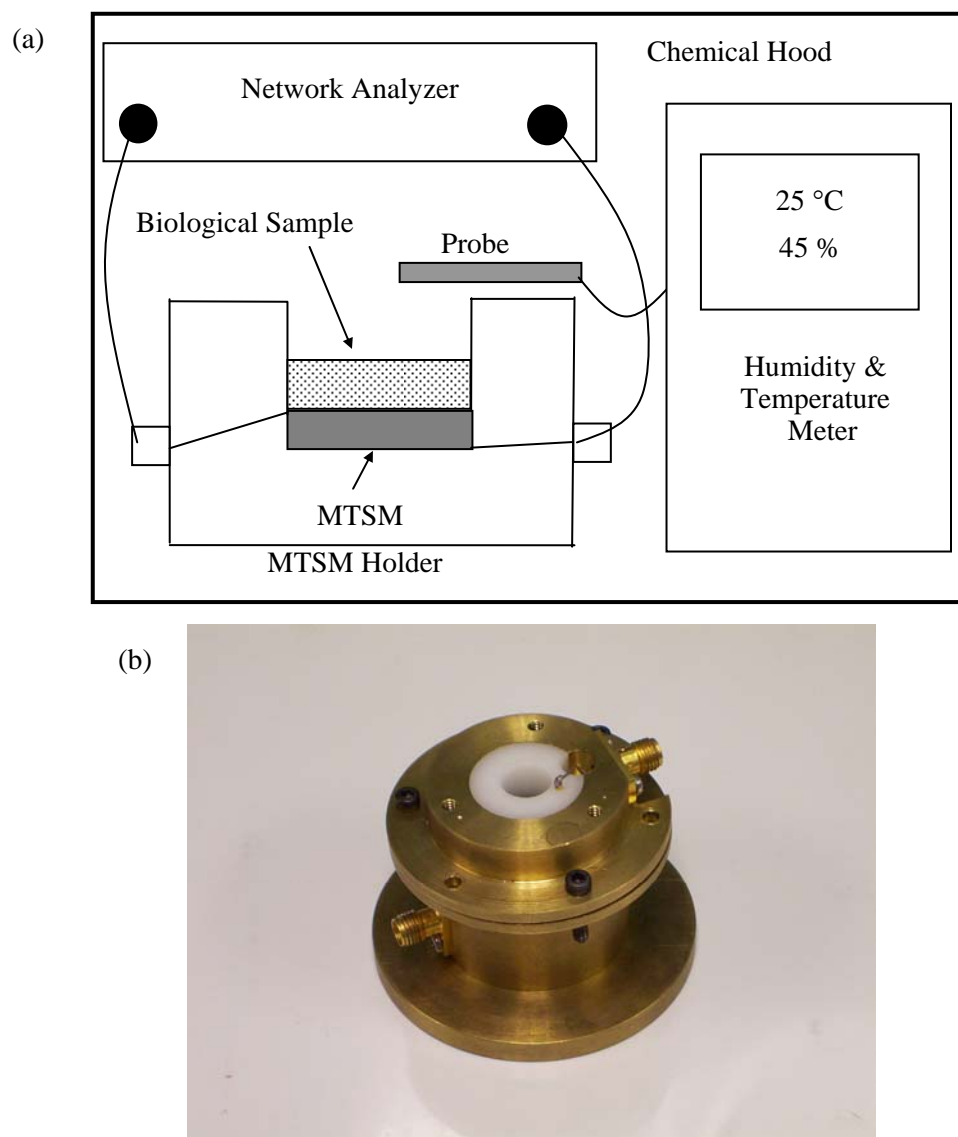 (a)
Chemical Hood
Network Analyzer
Biological Sample
Probe
25 °C
45 %
Humidity &
Temperature
Meter
MTSM
MTSM Holder
(b)